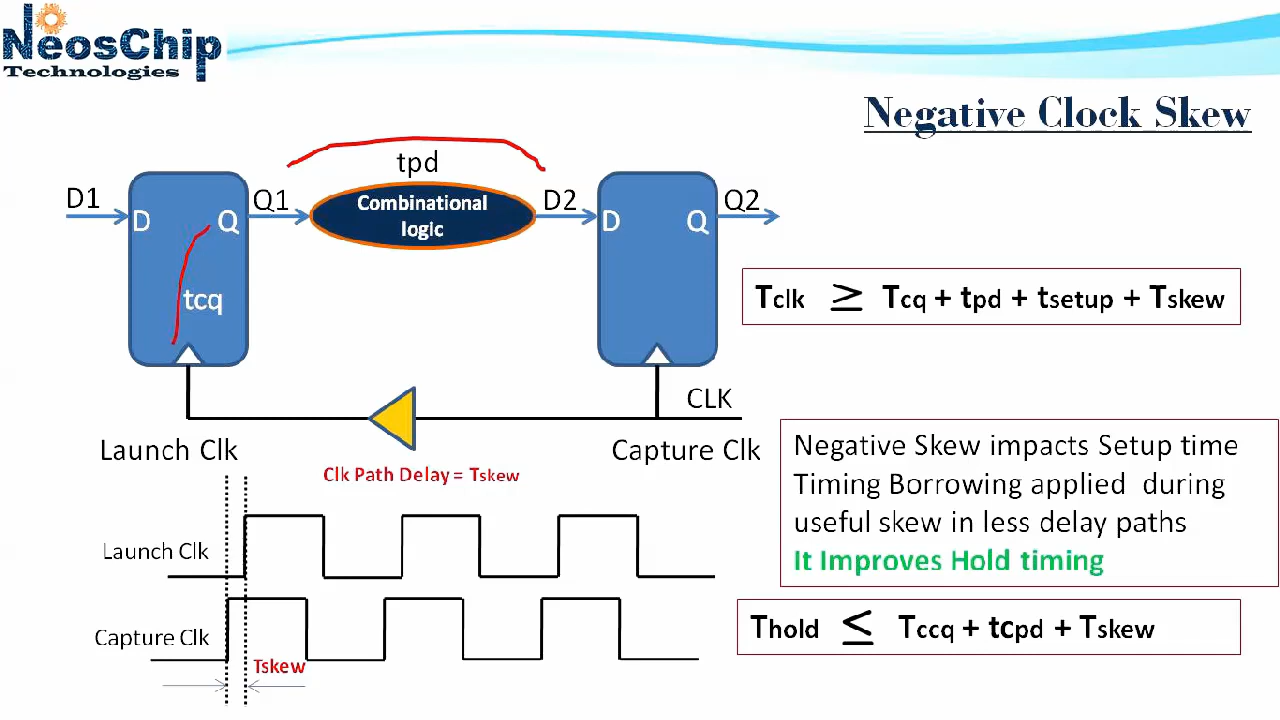 NeosChip
Technologies
Negative Clock Skew
tpd
D1
Q1
Combinational
logic
D2
Q2
D
Q
D
Q
tcq
Tclk ≥ Tcq + tpd + tsetup + Tskew
CLK
Launch Clk
Capture Clk
Clk Path Delay = Tskew
Negative Skew impacts Setup time
Timing Borrowing applied during
useful skew in less delay paths
It Improves Hold timing
Launch Clk
Capture Clk
Tskew
Thold ≤ Tccq + tcpd + Tskew